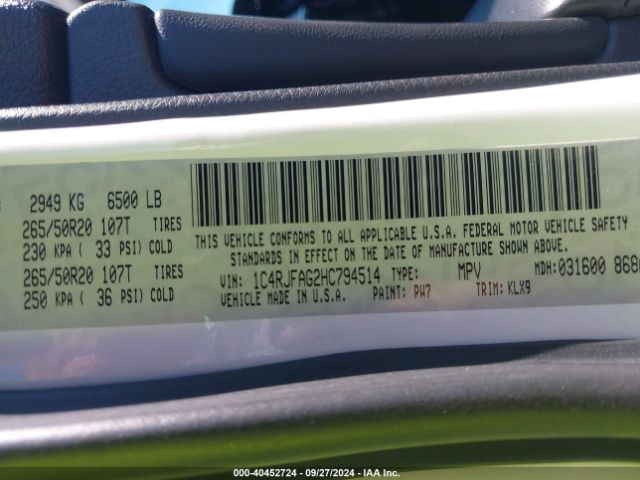 2949 KG 6500 LB
265/50R20 107T TIRES
230 KPA ( 33 PSI) COLD
265/50R20 107T TIRES
250 KPA ( 36 PSI) COLD
THIS VEHICLE CONFORMS TO ALL APPLICABLE U.S.A. FEDERAL MOTOR VEHICLE SAFETY
STANDARDS IN EFFECT ON THE DATE OF MANUFACTURE SHOWN ABOVE.
VIN: 1C4RJFAG2HC794514 TYPE: MPV MDH: 031600 868
VEHICLE MADE IN U.S.A. PAINT: PW7 TRIM: KLX9
000-40452724 - 09/27/2024 - IAA Inc.